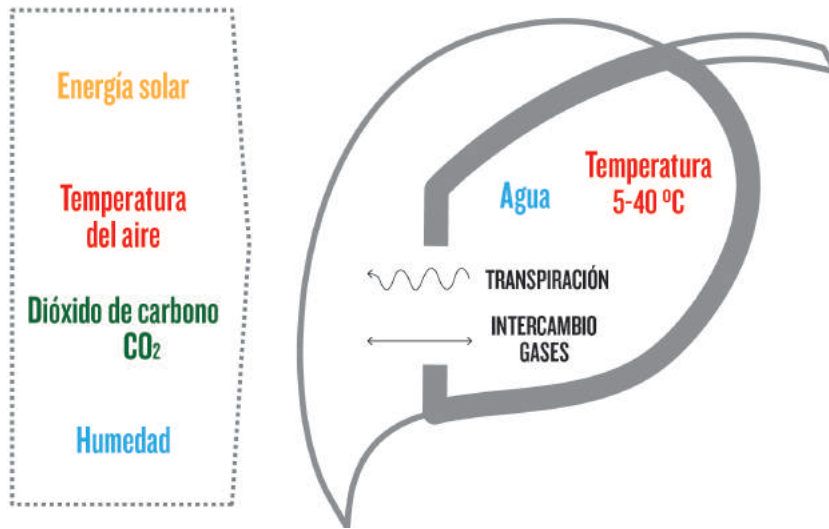 Energía solar
Temperatura
del aire
Dióxido de carbono
CO₂
Humedad
Agua
Temperatura
5-40 ºC
TRANSPIRACIÓN
INTERCAMBIO
GASES